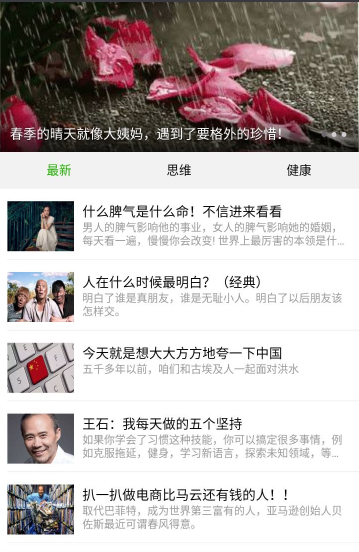 春季的晴天就像大姨妈，遇到了要格外的珍惜！
最新
思维
健康
什么脾气是什么命！不信进来看看
男人的脾气影响他的事业，女人的脾气影响她的婚姻，
每天看一遍，慢慢你会改变! 世界上最厉害的本领是什...
人在什么时候最明白？（经典）
明白了谁是真朋友，谁是无耻小人。明白了以后朋友该
怎样交。
今天就是想大大方方地夸一下中国
五千多年以前，咱们和古埃及人一起面对洪水
王石：我每天做的五个坚持
如果你学会了习惯这种技能，你可以搞定很多事情，例
如克服拖延，健身，学习新语言，探索未知领域，等...
扒一扒做电商比马云还有钱的人！！
取代巴菲特，成为世界第三富有的人，亚马逊创始人贝
佐斯最近可谓春风得意。